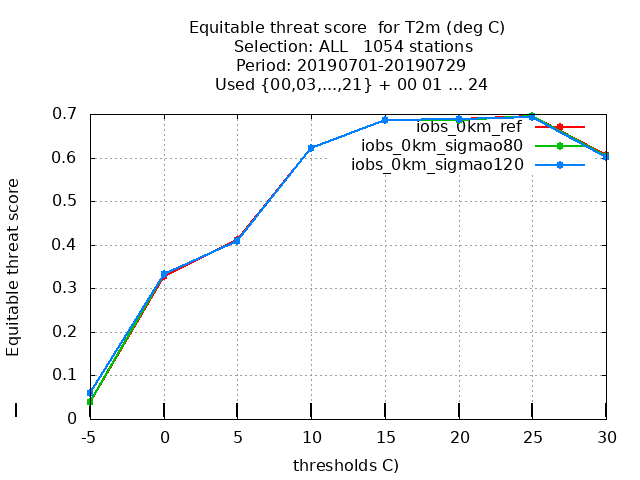 Equitable threat score  for T2m (deg C)
Selection: ALL   1054 stations
Period: 20190701-20190729
Used {00,03,...,21} + 00 01 ... 24
iobs_0km_ref
iobs_0km_sigmao80
iobs_0km_sigmao120
Equitable threat score
0.7
0.6
0.5
0.4
0.3
0.2
0.1
0
-5 0 5 10 15 20 25 30
thresholds C)